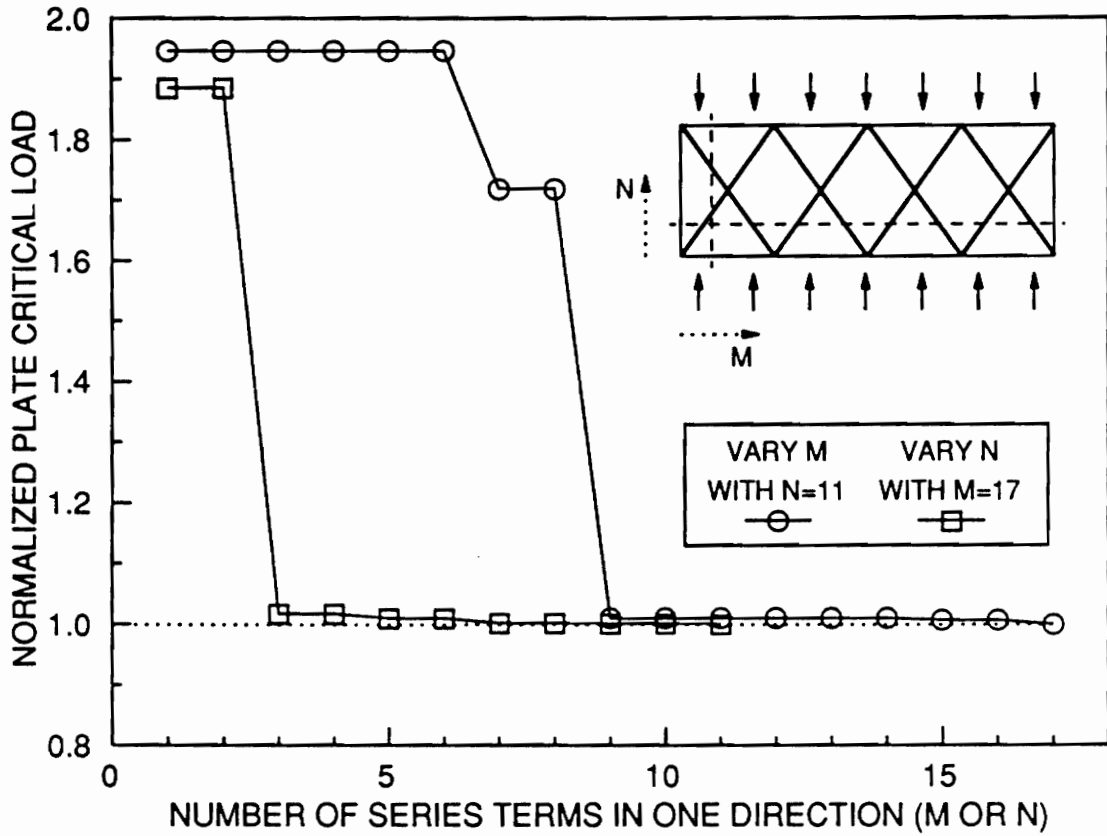 NORMALIZED PLATE CRITICAL LOAD
2.0
1.8
1.6
1.4
1.2
1.0
0.8
0
5
10
15
NUMBER OF SERIES TERMS IN ONE DIRECTION (M OR N)
N
M
VARY M
WITH N=11
VARY N
WITH M=17